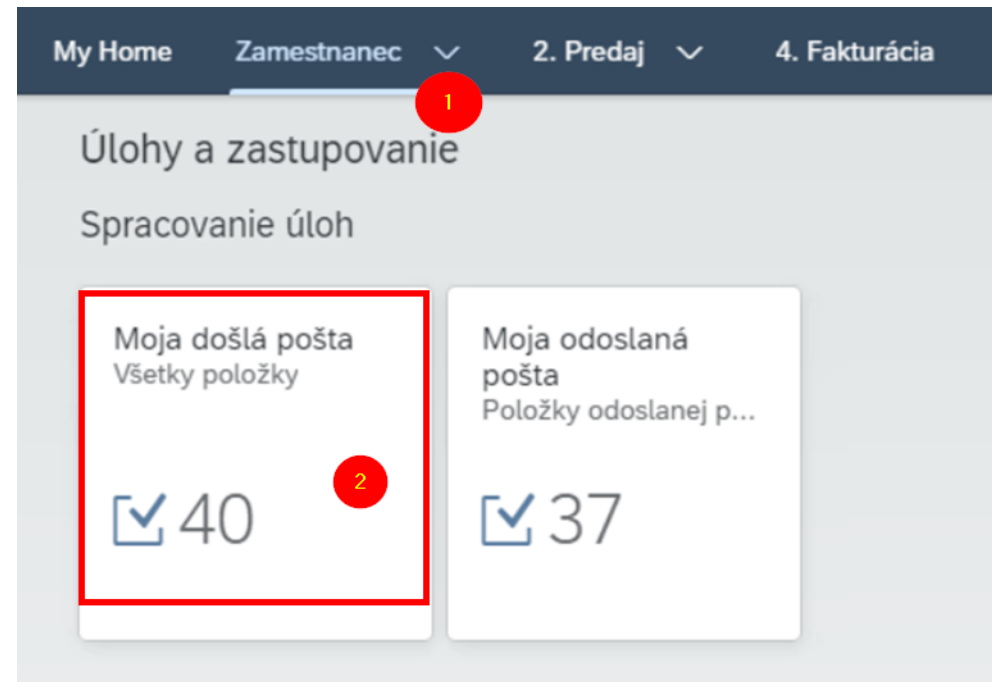 My Home Zamestnanec 2. Predaj 4. Fakturácia
1
Úlohy a zastupovanie
Spracovanie úloh
Moja došlá pošta
Všetky položky
2
40
Moja odoslaná
pošta
Položky odoslanej p...
37